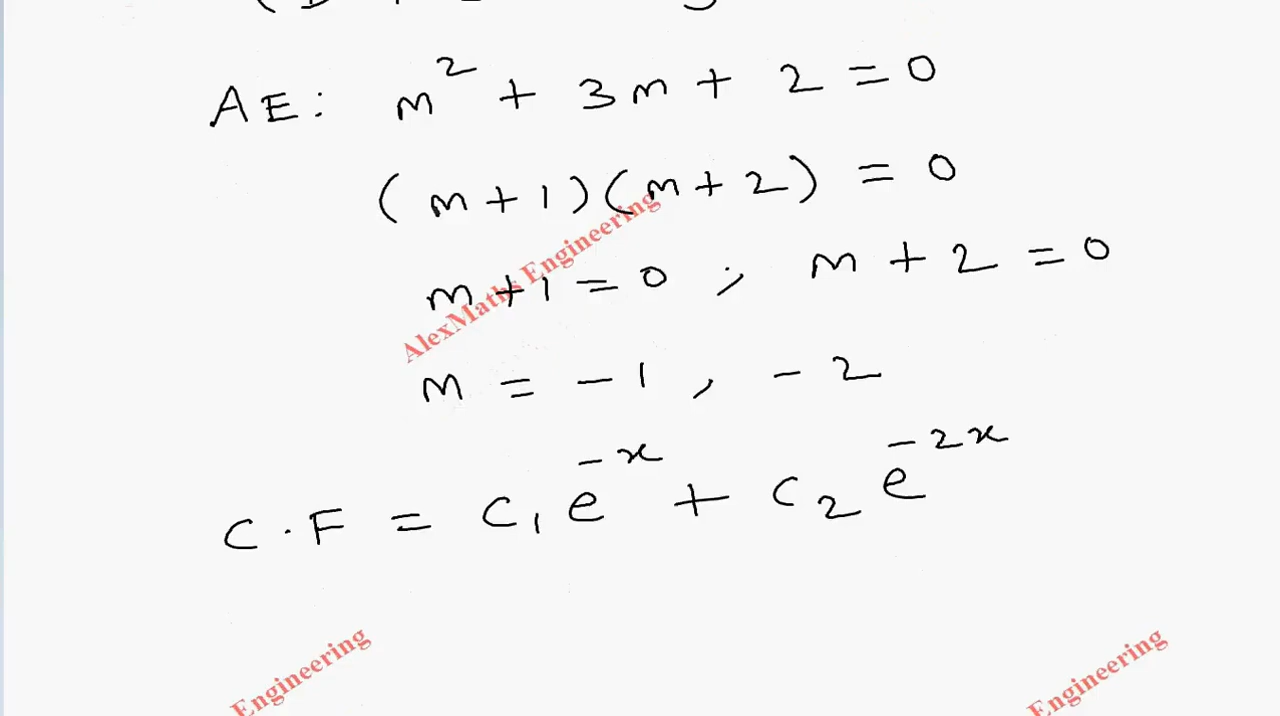 AE: m² + 3m + 2 = 0
(m+1)(m+2) = 0
m+1 = 0 ; m+2 = 0
AlexMaths Engineering
m = -1, -2
C.F = C₁e⁻ˣ + C₂e⁻²ˣ
Engineering
Engineering